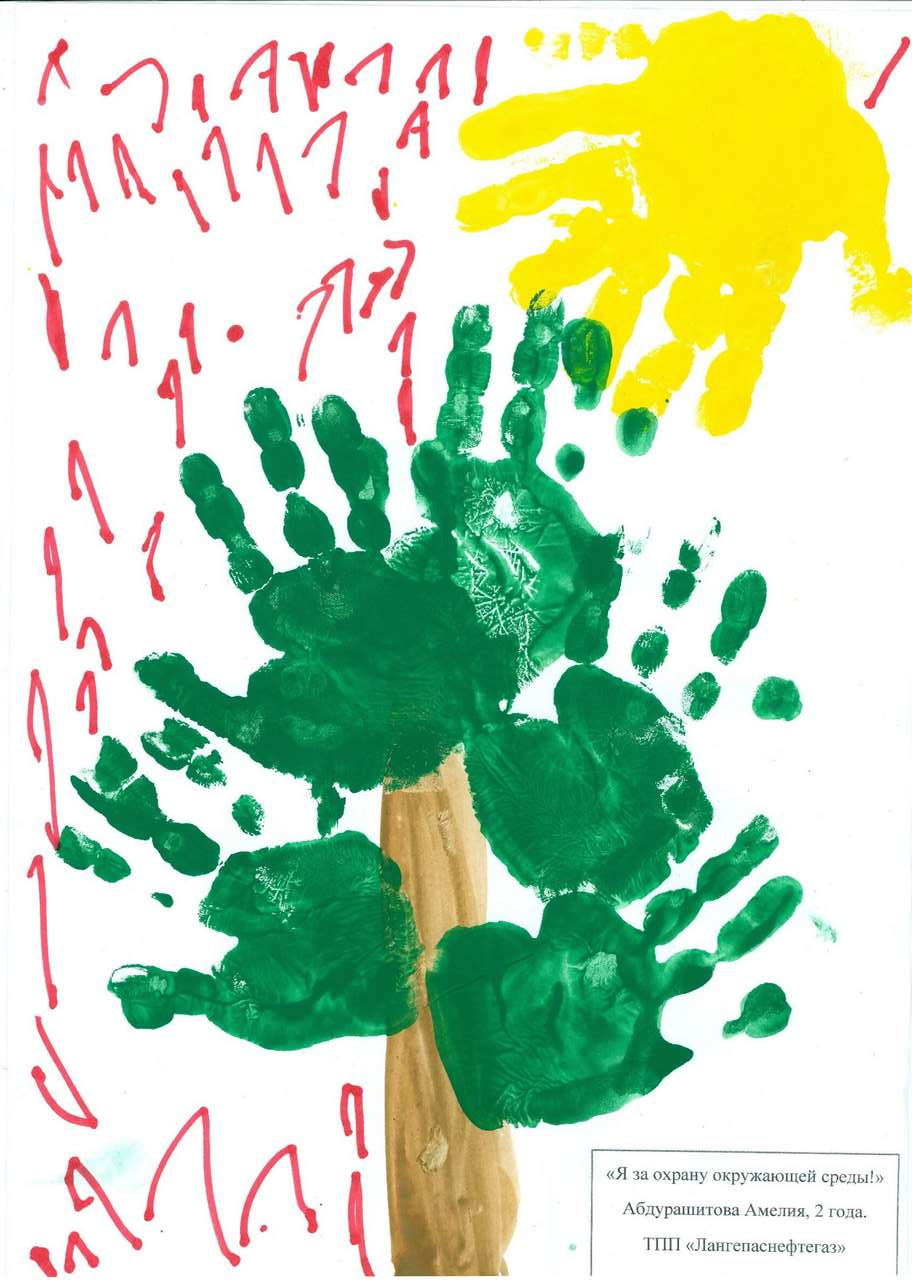 «Я за охрану окружающей среды!»
Абдурашитова Амелия, 2 года.
ТПП «Лангепаснефтегаз»